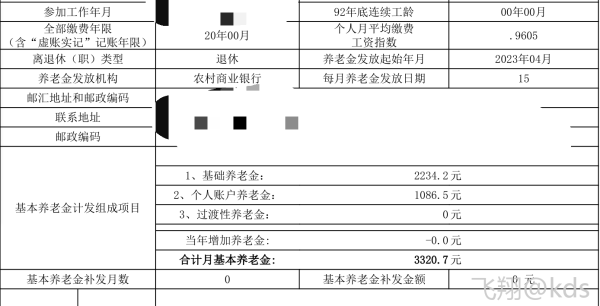 参加工作年月 92年底连续工龄 00年00月
全部缴费年限 20年00月 个人月平均缴费 .9605
(含“虚账实记”记账年限) 工资指数
离退休（职）类型 退休 养老金发放起始年月 2023年04月
养老金发放机构 农村商业银行 每月养老金发放日期 15
邮汇地址和邮政编码
联系地址
邮政编码
基本养老金计发组成项目
1、基础养老金: 2234.2 元
2、个人账户养老金: 1086.5 元
3、过渡性养老金: 0 元
当年增加养老金: -0.0 元
合计月基本养老金: 3320.7 元
基本养老金补发月数 0 基本养老金补发金额 0 元
飞翔@kds